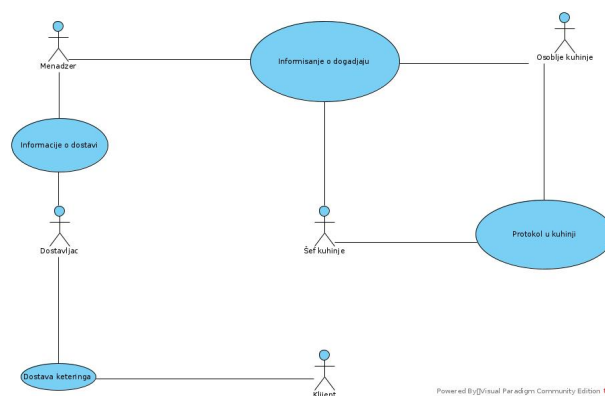 Menadzer
Informisanje o dogadjaju
Osoblje kuhinje
Informacije o dostavi
Dostavljac
Šef kuhinje
Protokol u kuhinji
Dostava keteringa
Klijent
Powered By Visual Paradigm Community Edition